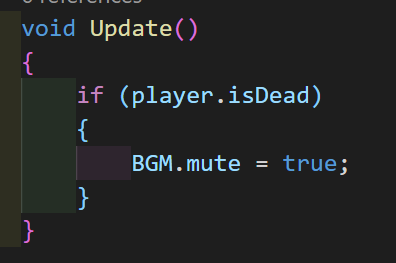 void Update()
{
if (player.isDead)
{
BGM.mute = true;
}
}